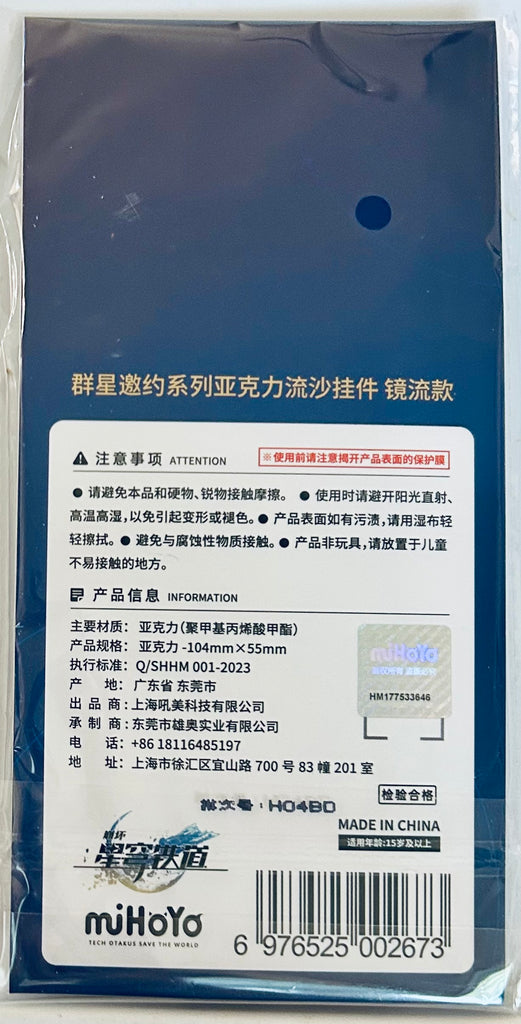 群星邀约系列亚克力流沙挂件 镜流款
注意事项 ATTENTION
※使用前请注意揭开产品表面的保护膜
● 请避免本品和硬物、锐物接触摩擦。 ● 使用时请避开阳光直射、
高温高湿，以免引起变形或褪色。● 产品表面如有污渍，请用湿布轻
轻擦拭。● 避免与腐蚀性物质接触。● 产品非玩具，请放置于儿童
不易接触的地方。
产品信息 INFORMATION
主要材质： 亚克力（聚甲基丙烯酸甲酯）
产品规格： 亚克力 -104mm×55mm
执行标准： Q/SHHM 001-2023
产 地： 广东省 东莞市
出 品 商：上海吼美科技有限公司
承 制 商：东莞市雄奥实业有限公司
电 话： +86 18116485197
地 址： 上海市徐汇区宜山路 700 号 83 幢 201 室
miHoYo
版权所有 盗版必究
HM177533646
批次号：H04BD
检验合格
MADE IN CHINA
适用年龄:15岁及以上
崩坏
星穹铁道
miHoYo
TECH OTAKUS SAVE THE WORLD
6 976525 002673